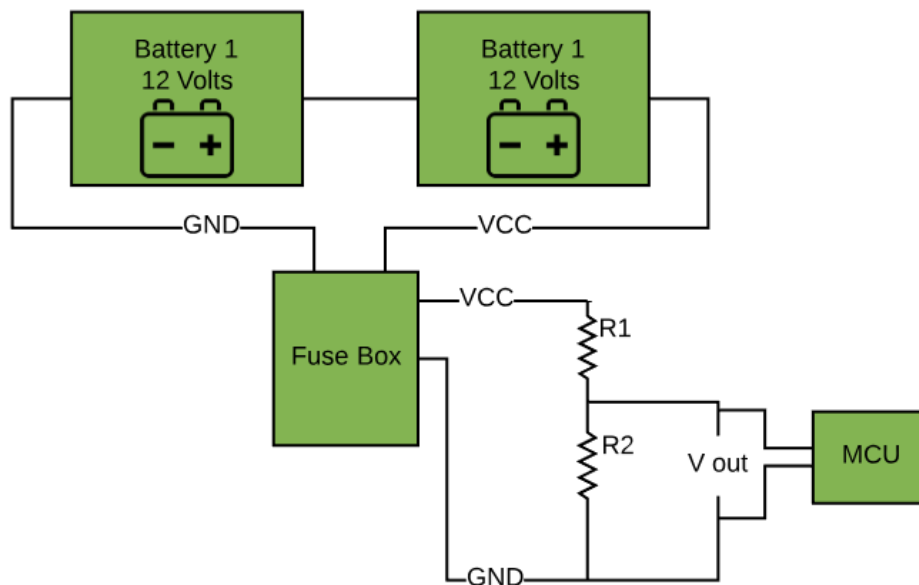 Battery 1
12 Volts
Battery 1
12 Volts
GND
VCC
VCC
R1
Fuse Box
R2
V out
MCU
GND